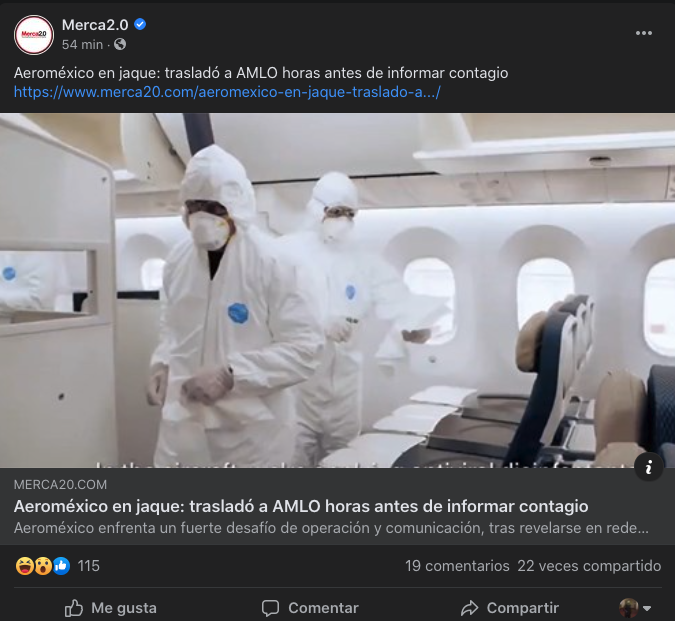 Merca2.0
Merca2.0
54 min ·
Aeroméxico en jaque: trasladó a AMLO horas antes de informar contagio
https://www.merca20.com/aeromexico-en-jaque-traslado-a.../
MERCA20.COM
Aeroméxico en jaque: trasladó a AMLO horas antes de informar contagio
Aeroméxico enfrenta un fuerte desafío de operación y comunicación, tras revelarse en rede...
115
19 comentarios 22 veces compartido
Me gusta Comentar Compartir